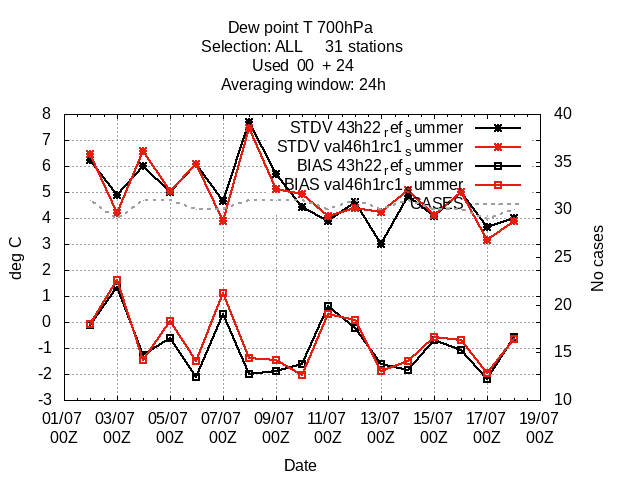 Dew point T 700hPa
Selection: ALL 31 stations
Used 00 + 24
Averaging window: 24h
8 40
STDV 43h22_ref_summer
7
STDV val46h1rc1_summer
6 35
BIAS 43h22_ref_summer
5
BIAS val46h1rc1_summer
4 30
CASES
3
2 25
1
0 20
-1
-2 15
-3 10
deg C
No cases
01/07 03/07 05/07 07/07 09/07 11/07 13/07 15/07 17/07 19/07
00Z 00Z 00Z 00Z 00Z 00Z 00Z 00Z 00Z 00Z
Date